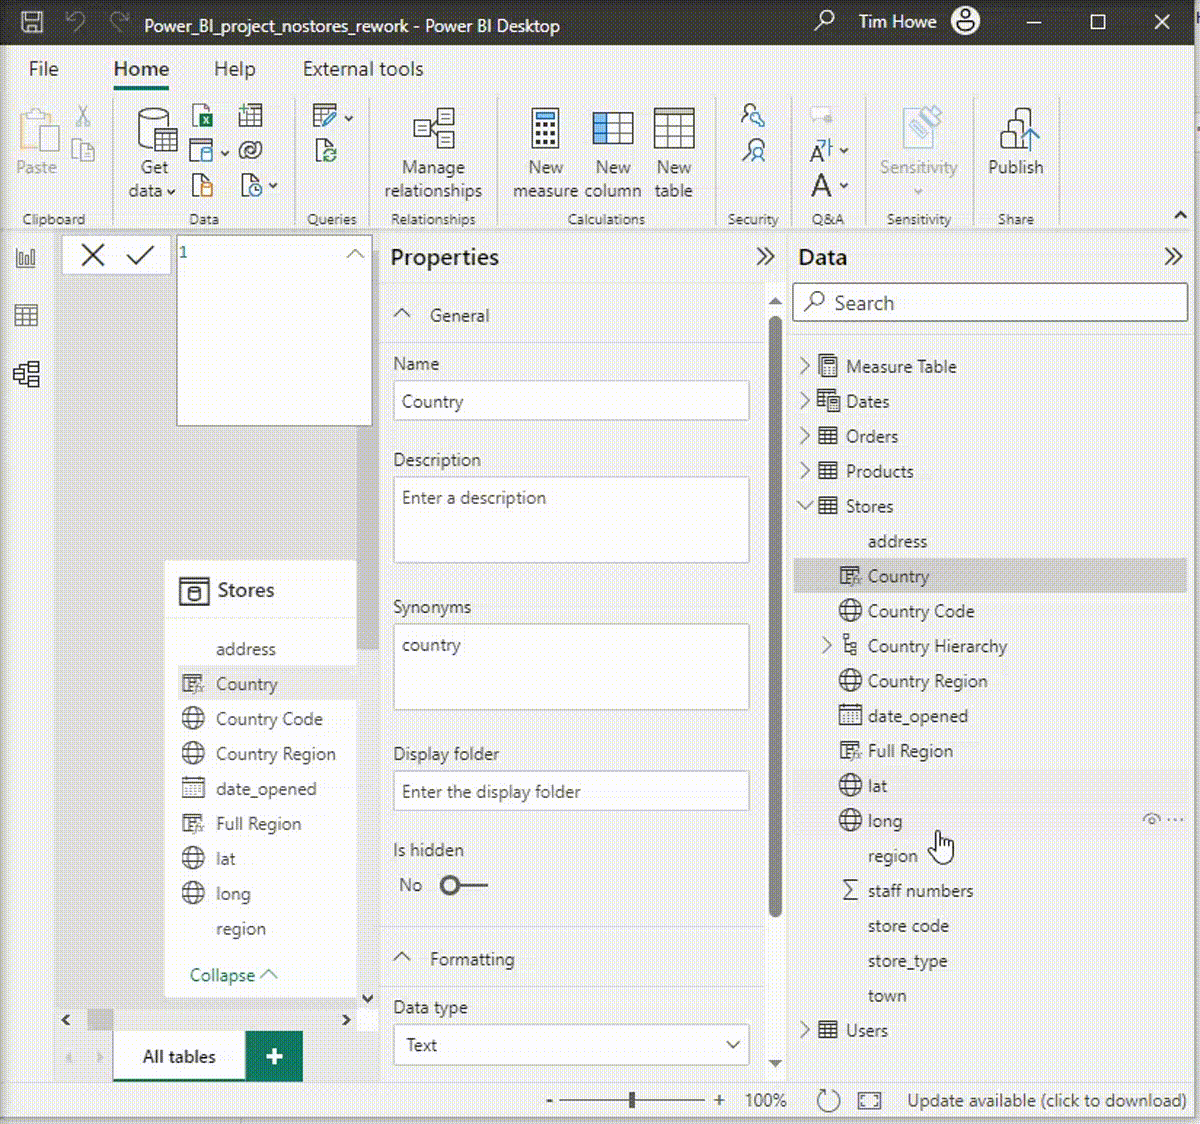 Power_BI_project_nostores_rework - Power BI Desktop
Tim Howe
File Home Help External tools
Paste
Get data
Manage relationships
New measure
New column
New table
Sensitivity
Publish
Clipboard Data Queries Relationships Calculations Security Q&A Sensitivity Share
1
Stores
address
Country
Country Code
Country Region
date_opened
Full Region
lat
long
region
Collapse
All tables
+
Properties
General
Name
Country
Description
Enter a description
Synonyms
country
Display folder
Enter the display folder
Is hidden
No
Formatting
Data type
Text
Data
Search
Measure Table
Dates
Orders
Products
Stores
address
Country
Country Code
Country Hierarchy
Country Region
date_opened
Full Region
lat
long
region
staff numbers
store code
store_type
town
Users
- + 100%
Update available (click to download)